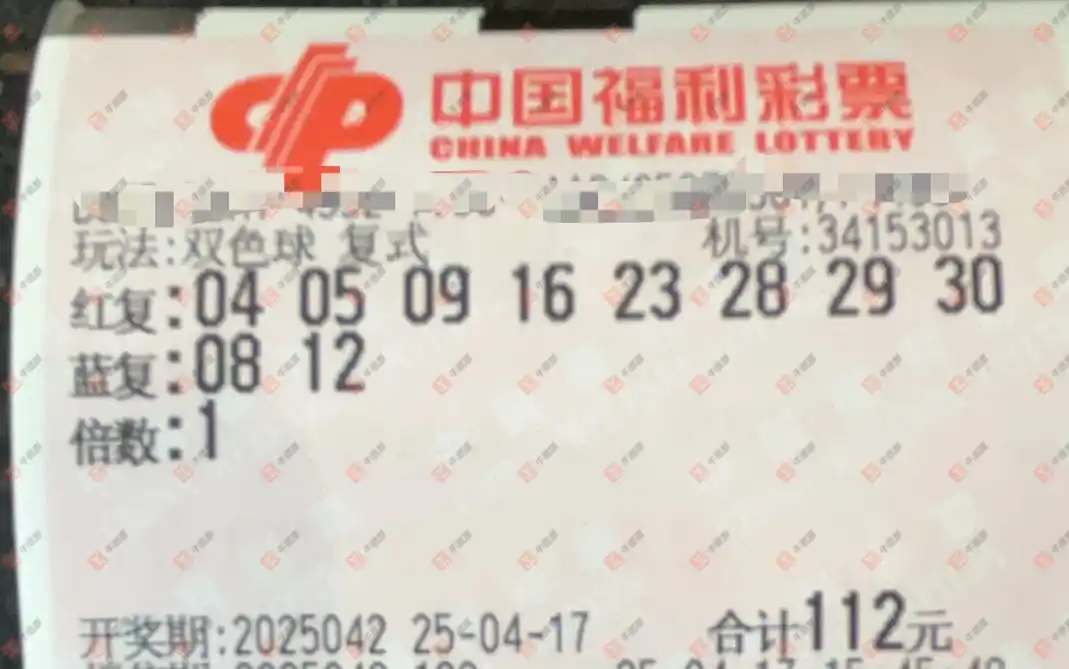 中国福利彩票
CHINA WELFARE LOTTERY
玩法:双色球 复式 机号:34153013
红复:04 05 09 16 23 28 29 30
蓝复:08 12
倍数:1
开奖期:2025042 25-04-17 合计112元